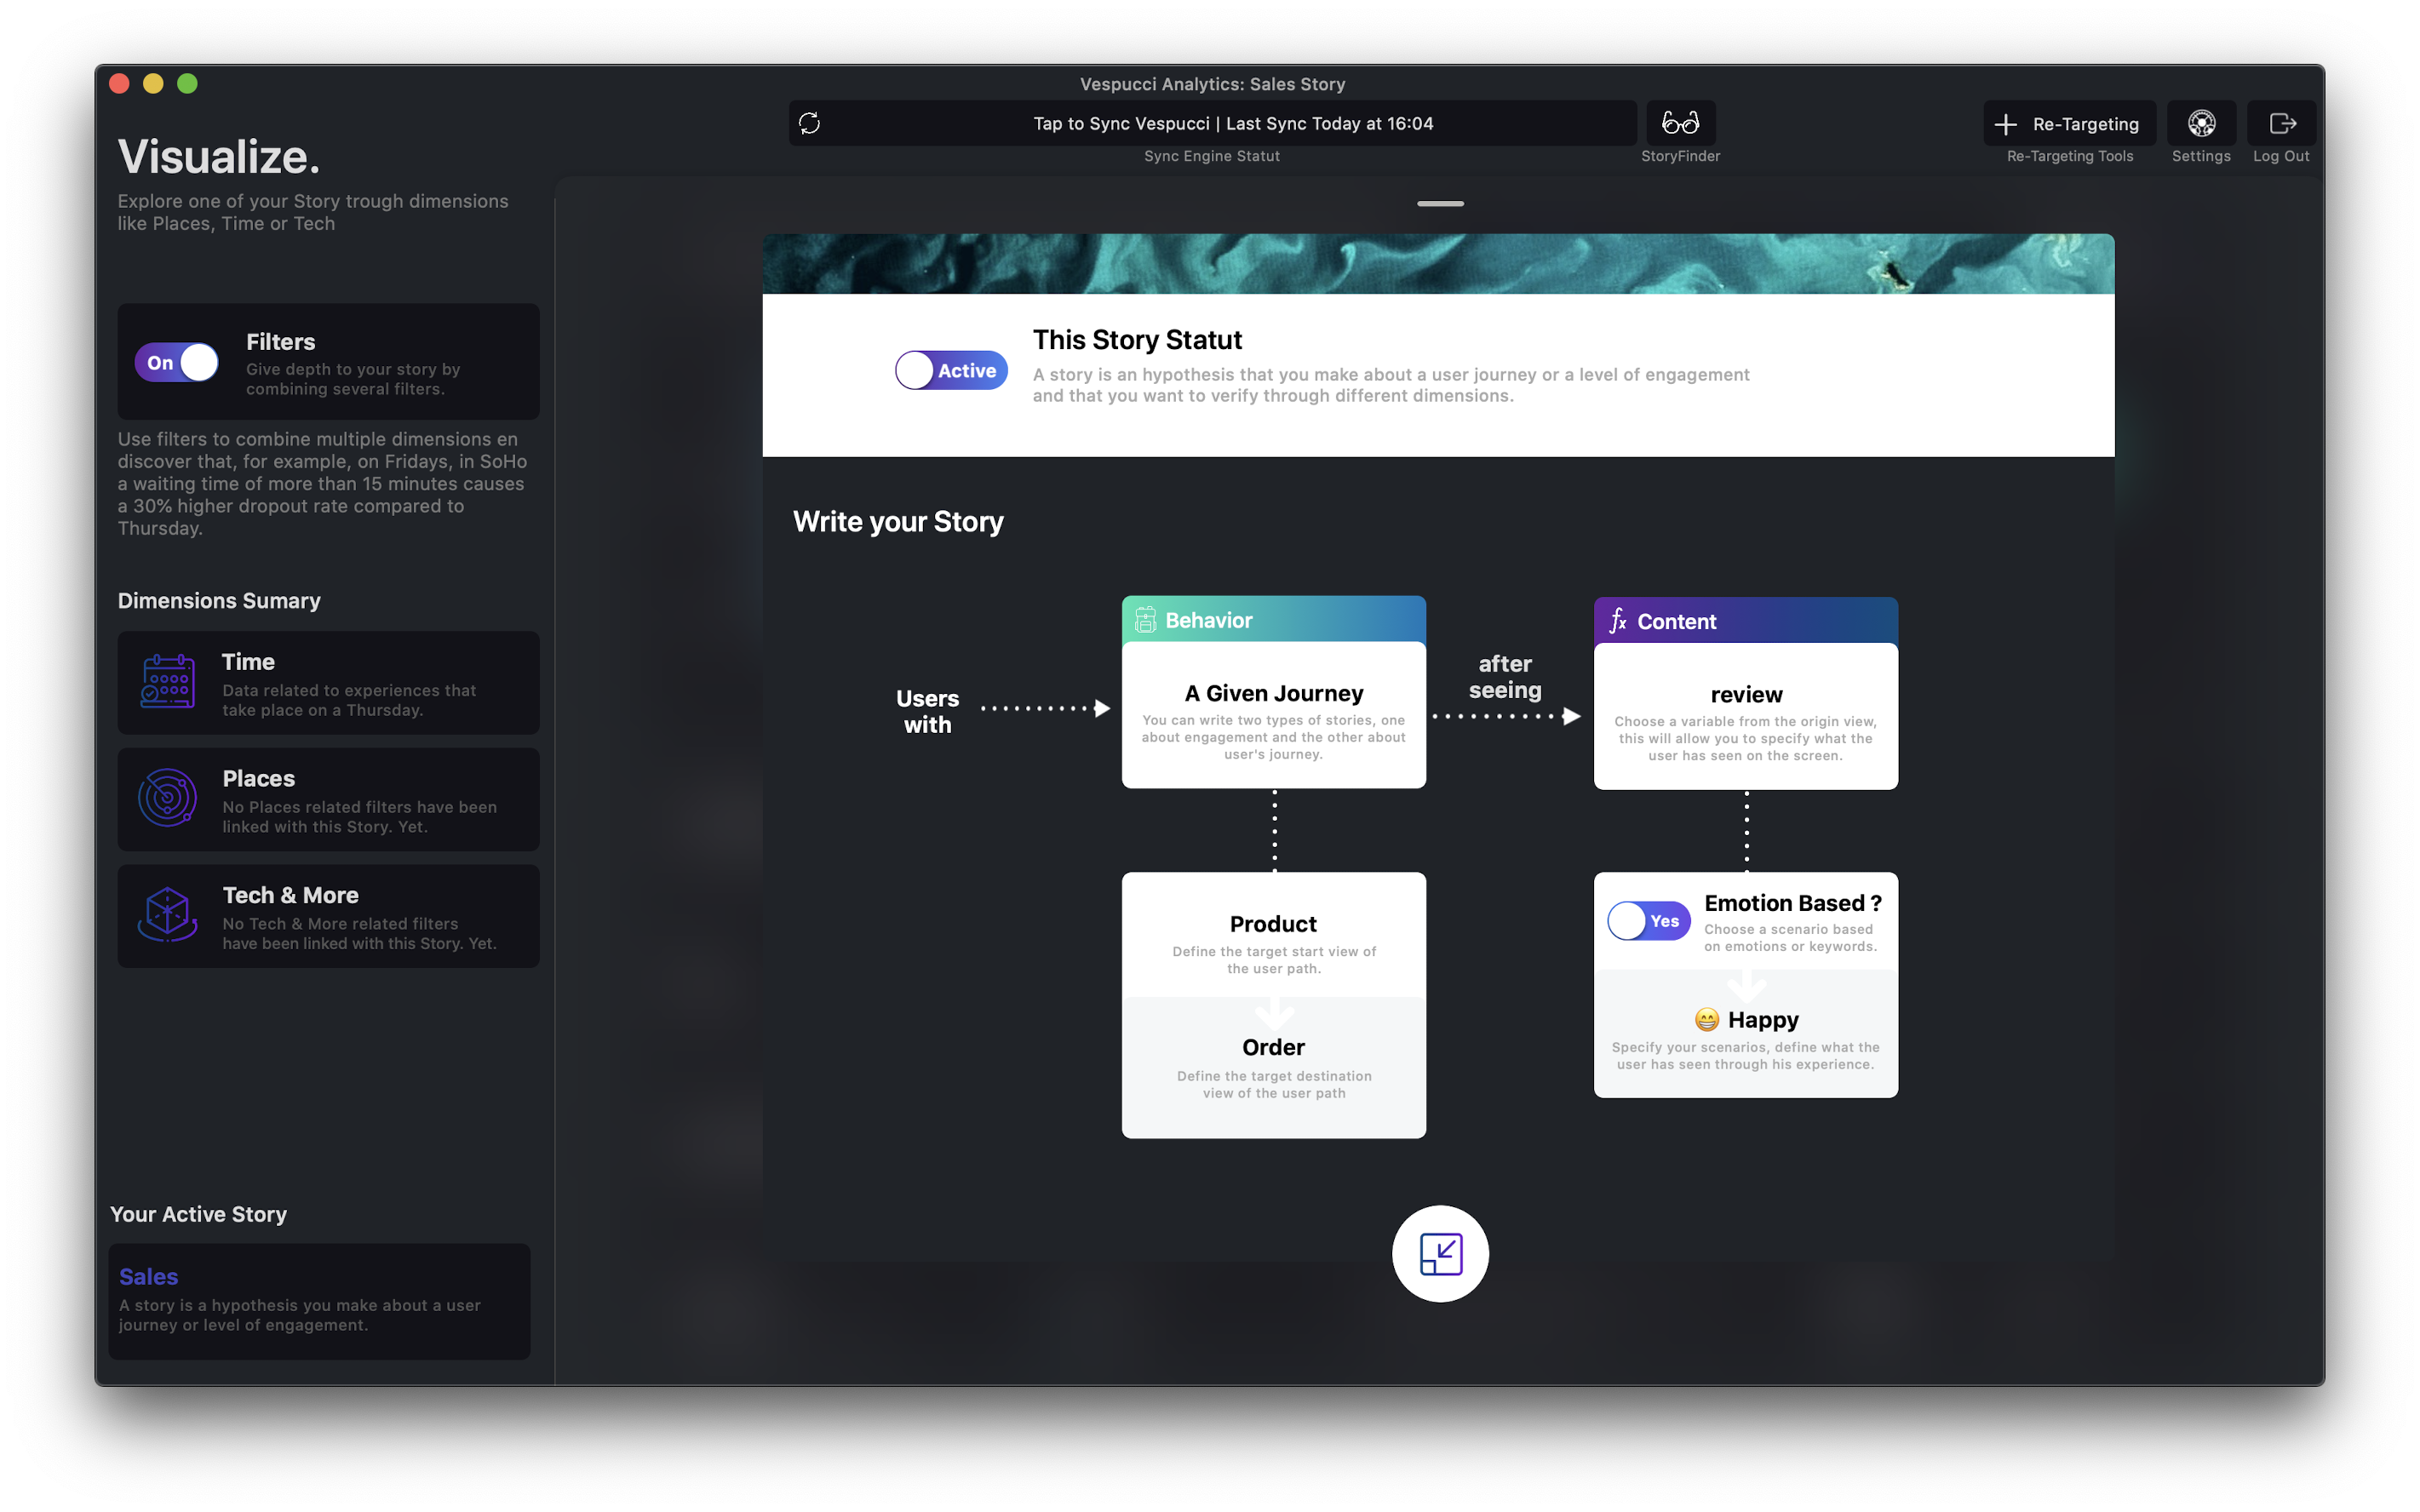 Vespucci Analytics: Sales Story
Tap to Sync Vespucci | Last Sync Today at 16:04
Sync Engine Statut
StoryFinder
Re-Targeting
Re-Targeting Tools
Settings
Log Out
Visualize.
Explore one of your Story trough dimensions
like Places, Time or Tech
On
Filters
Give depth to your story by
combining several filters.
Use filters to combine multiple dimensions en
discover that, for example, on Fridays, in SoHo
a waiting time of more than 15 minutes causes
a 30% higher dropout rate compared to
Thursday.
Dimensions Sumary
Time
Data related to experiences that
take place on a Thursday.
Places
No Places related filters have been
linked with this Story. Yet.
Tech & More
No Tech & More related filters
have been linked with this Story. Yet.
Your Active Story
Sales
A story is a hypothesis you make about a user
journey or level of engagement.
Active
This Story Statut
A story is an hypothesis that you make about a user journey or a level of engagement
and that you want to verify through different dimensions.
Write your Story
Users
with
Behavior
A Given Journey
You can write two types of stories, one
about engagement and the other about
user's journey.
after
seeing
fx Content
review
Choose a variable from the origin view,
this will allow you to specify what the
user has seen on the screen.
Product
Define the target start view of
the user path.
Order
Define the target destination
view of the user path
Yes
Emotion Based ?
Choose a scenario based
on emotions or keywords.
😁 Happy
Specify your scenarios, define what the
user has seen through his experience.